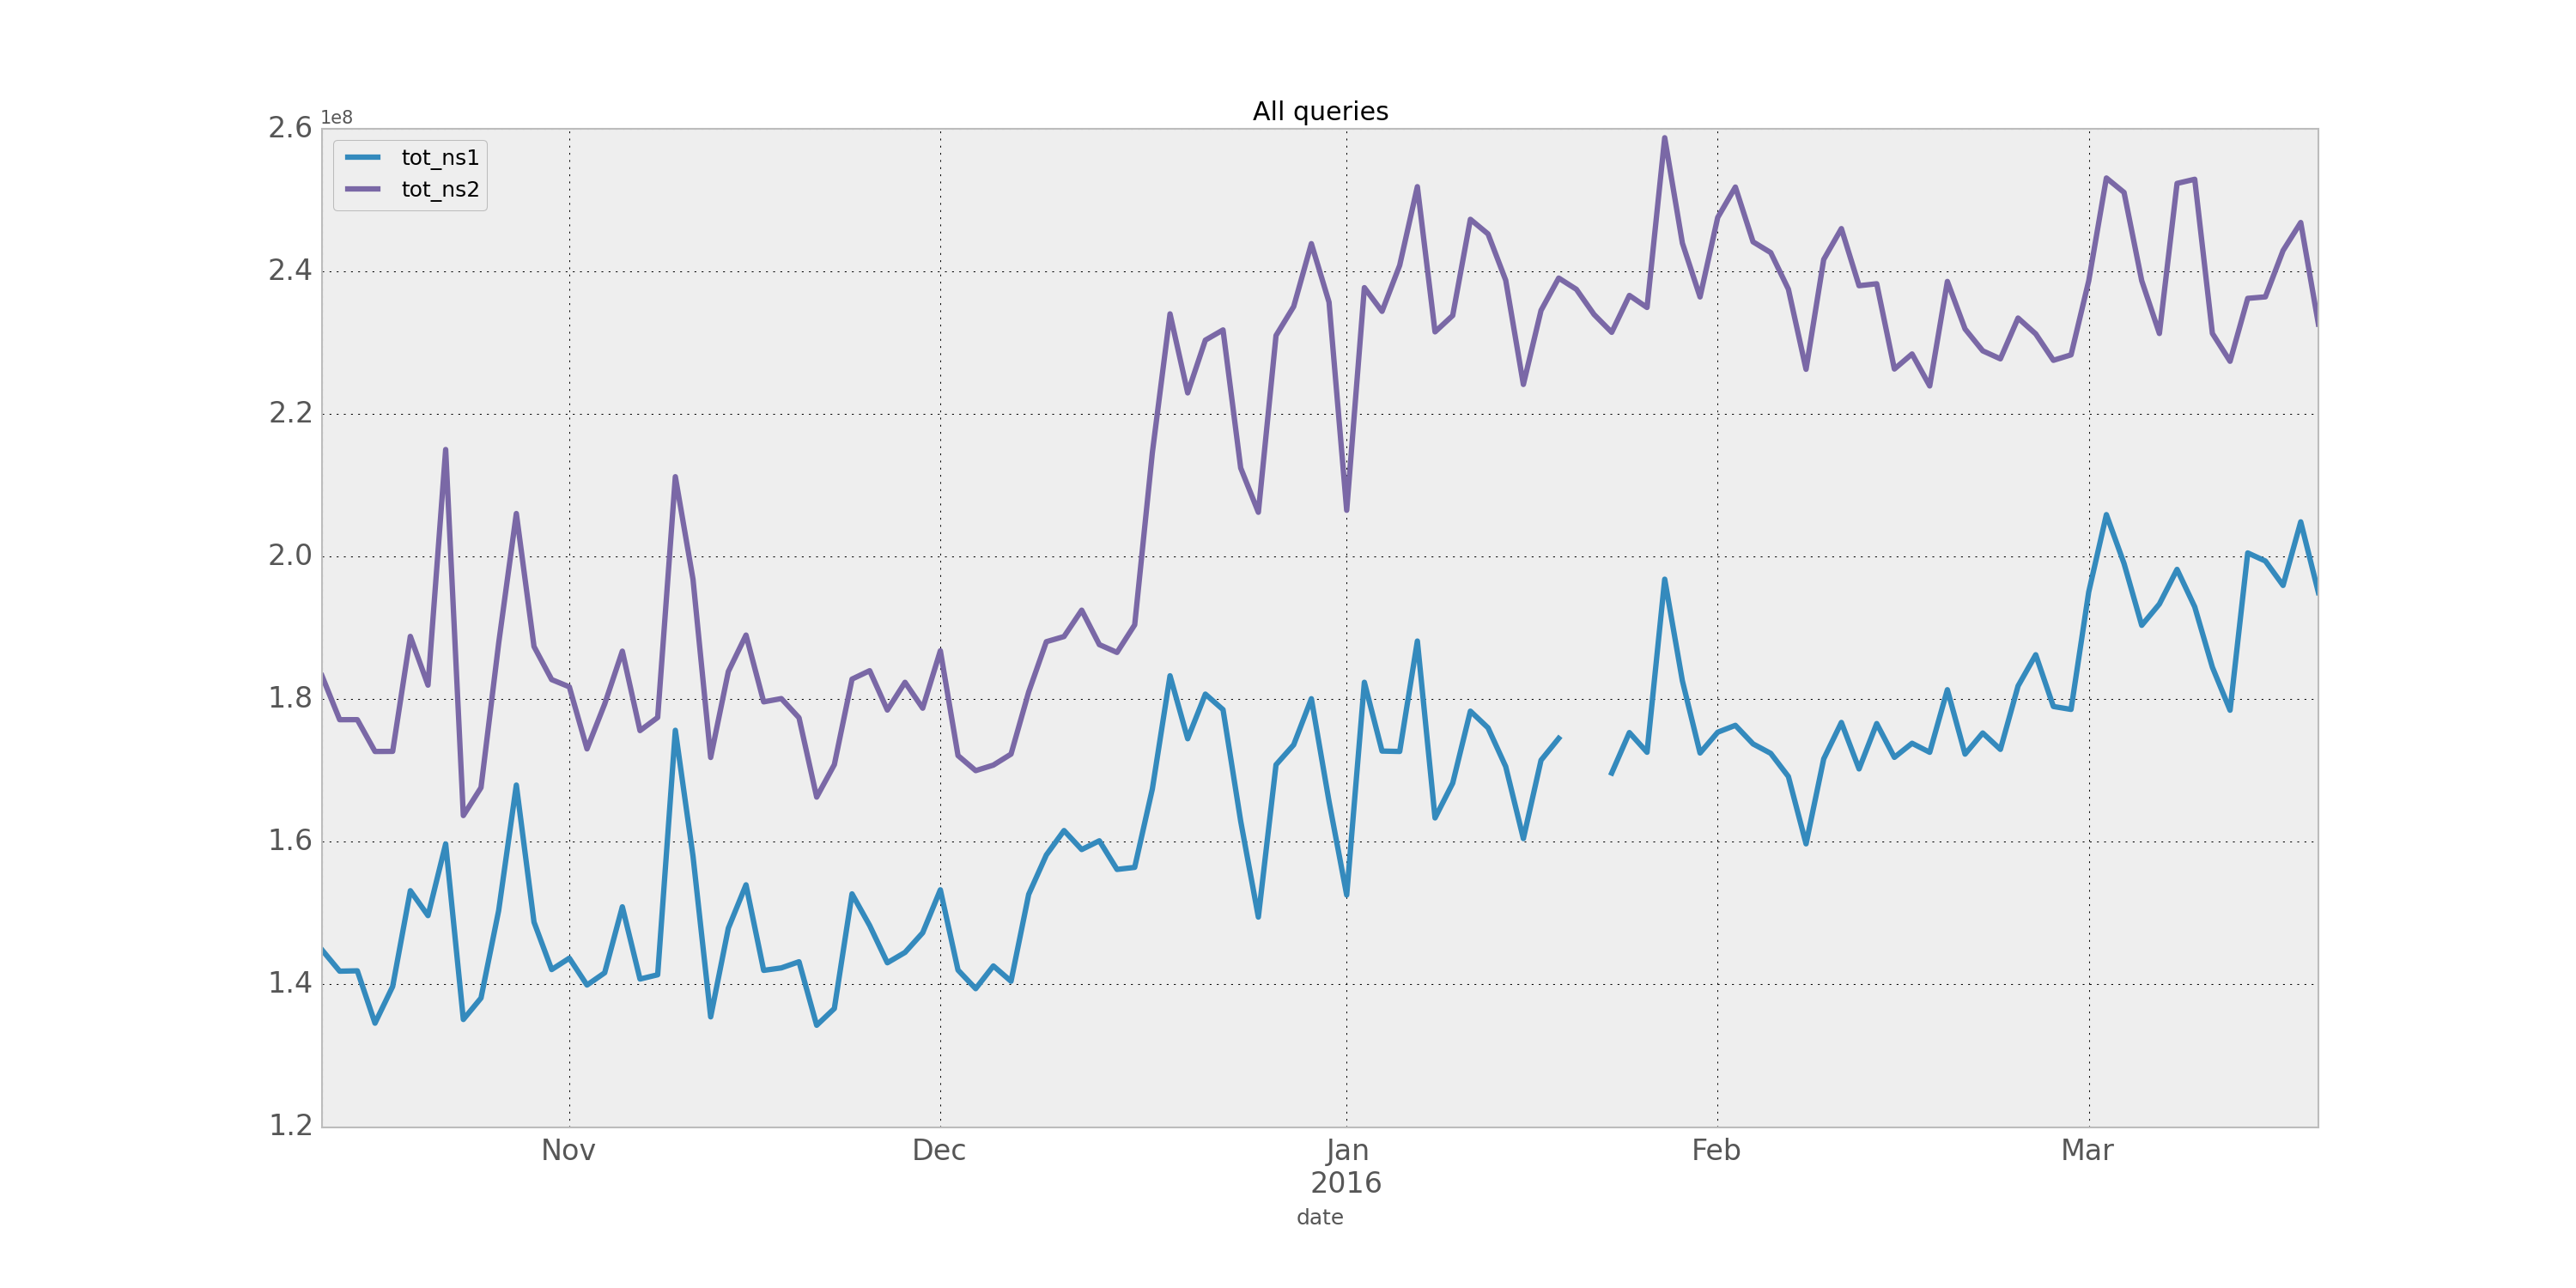 All queries
1e8
2.6
2.4
2.2
2.0
1.8
1.6
1.4
1.2
tot_ns1
tot_ns2
Nov Dec Jan Feb Mar
2016
date